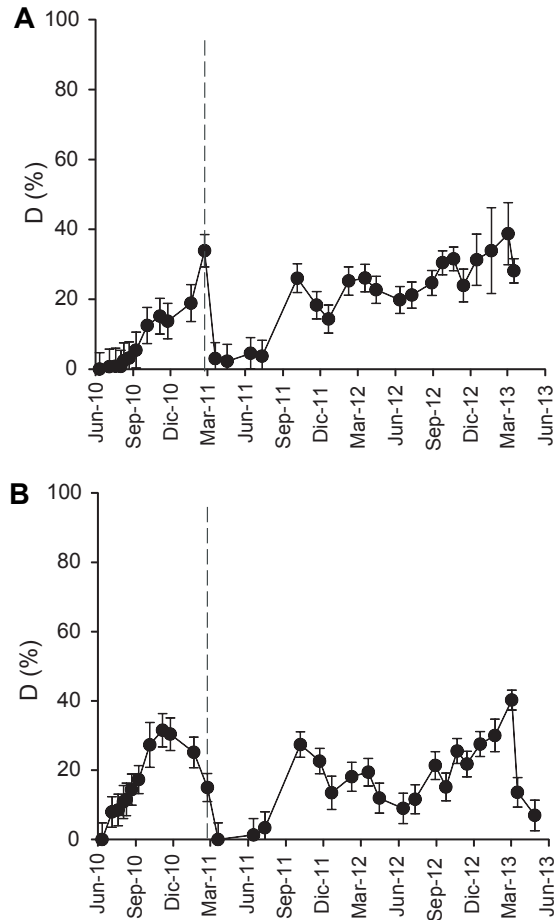 A
100
80
60
40
20
0
D (%)
Jun-10
Sep-10
Dic-10
Mar-11
Jun-11
Sep-11
Dic-11
Mar-12
Jun-12
Sep-12
Dic-12
Mar-13
Jun-13
B
100
80
60
40
20
0
D (%)
Jun-10
Sep-10
Dic-10
Mar-11
Jun-11
Sep-11
Dic-11
Mar-12
Jun-12
Sep-12
Dic-12
Mar-13
Jun-13